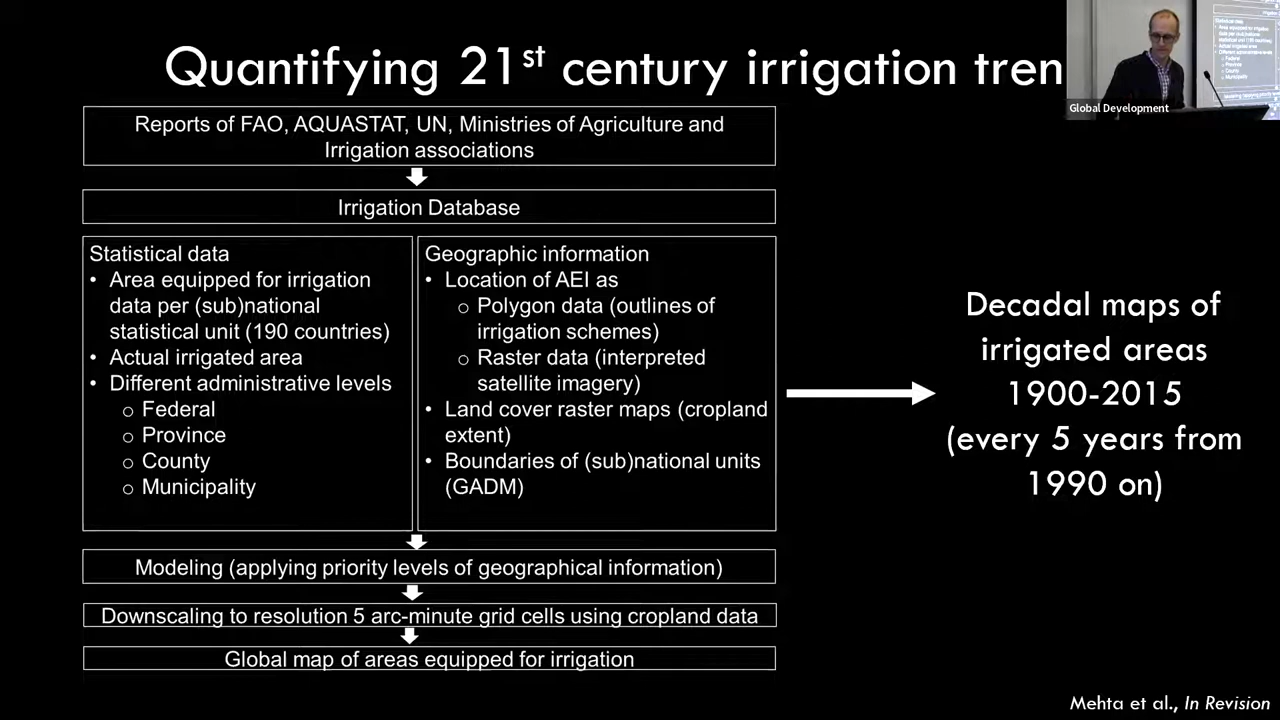 Quantifying 21st century irrigation tren
Global Development
Reports of FAO, AQUASTAT, UN, Ministries of Agriculture and
Irrigation associations
Irrigation Database
Statistical data
• Area equipped for irrigation
data per (sub)national
statistical unit (190 countries)
• Actual irrigated area
• Different administrative levels
o Federal
o Province
o County
o Municipality
Geographic information
• Location of AEI as
o Polygon data (outlines of
irrigation schemes)
o Raster data (interpreted
satellite imagery)
• Land cover raster maps (cropland
extent)
• Boundaries of (sub)national units
(GADM)
Modeling (applying priority levels of geographical information)
Downscaling to resolution 5 arc-minute grid cells using cropland data
Global map of areas equipped for irrigation
Decadal maps of
irrigated areas
1900-2015
(every 5 years from
1990 on)
Mehta et al., In Revision